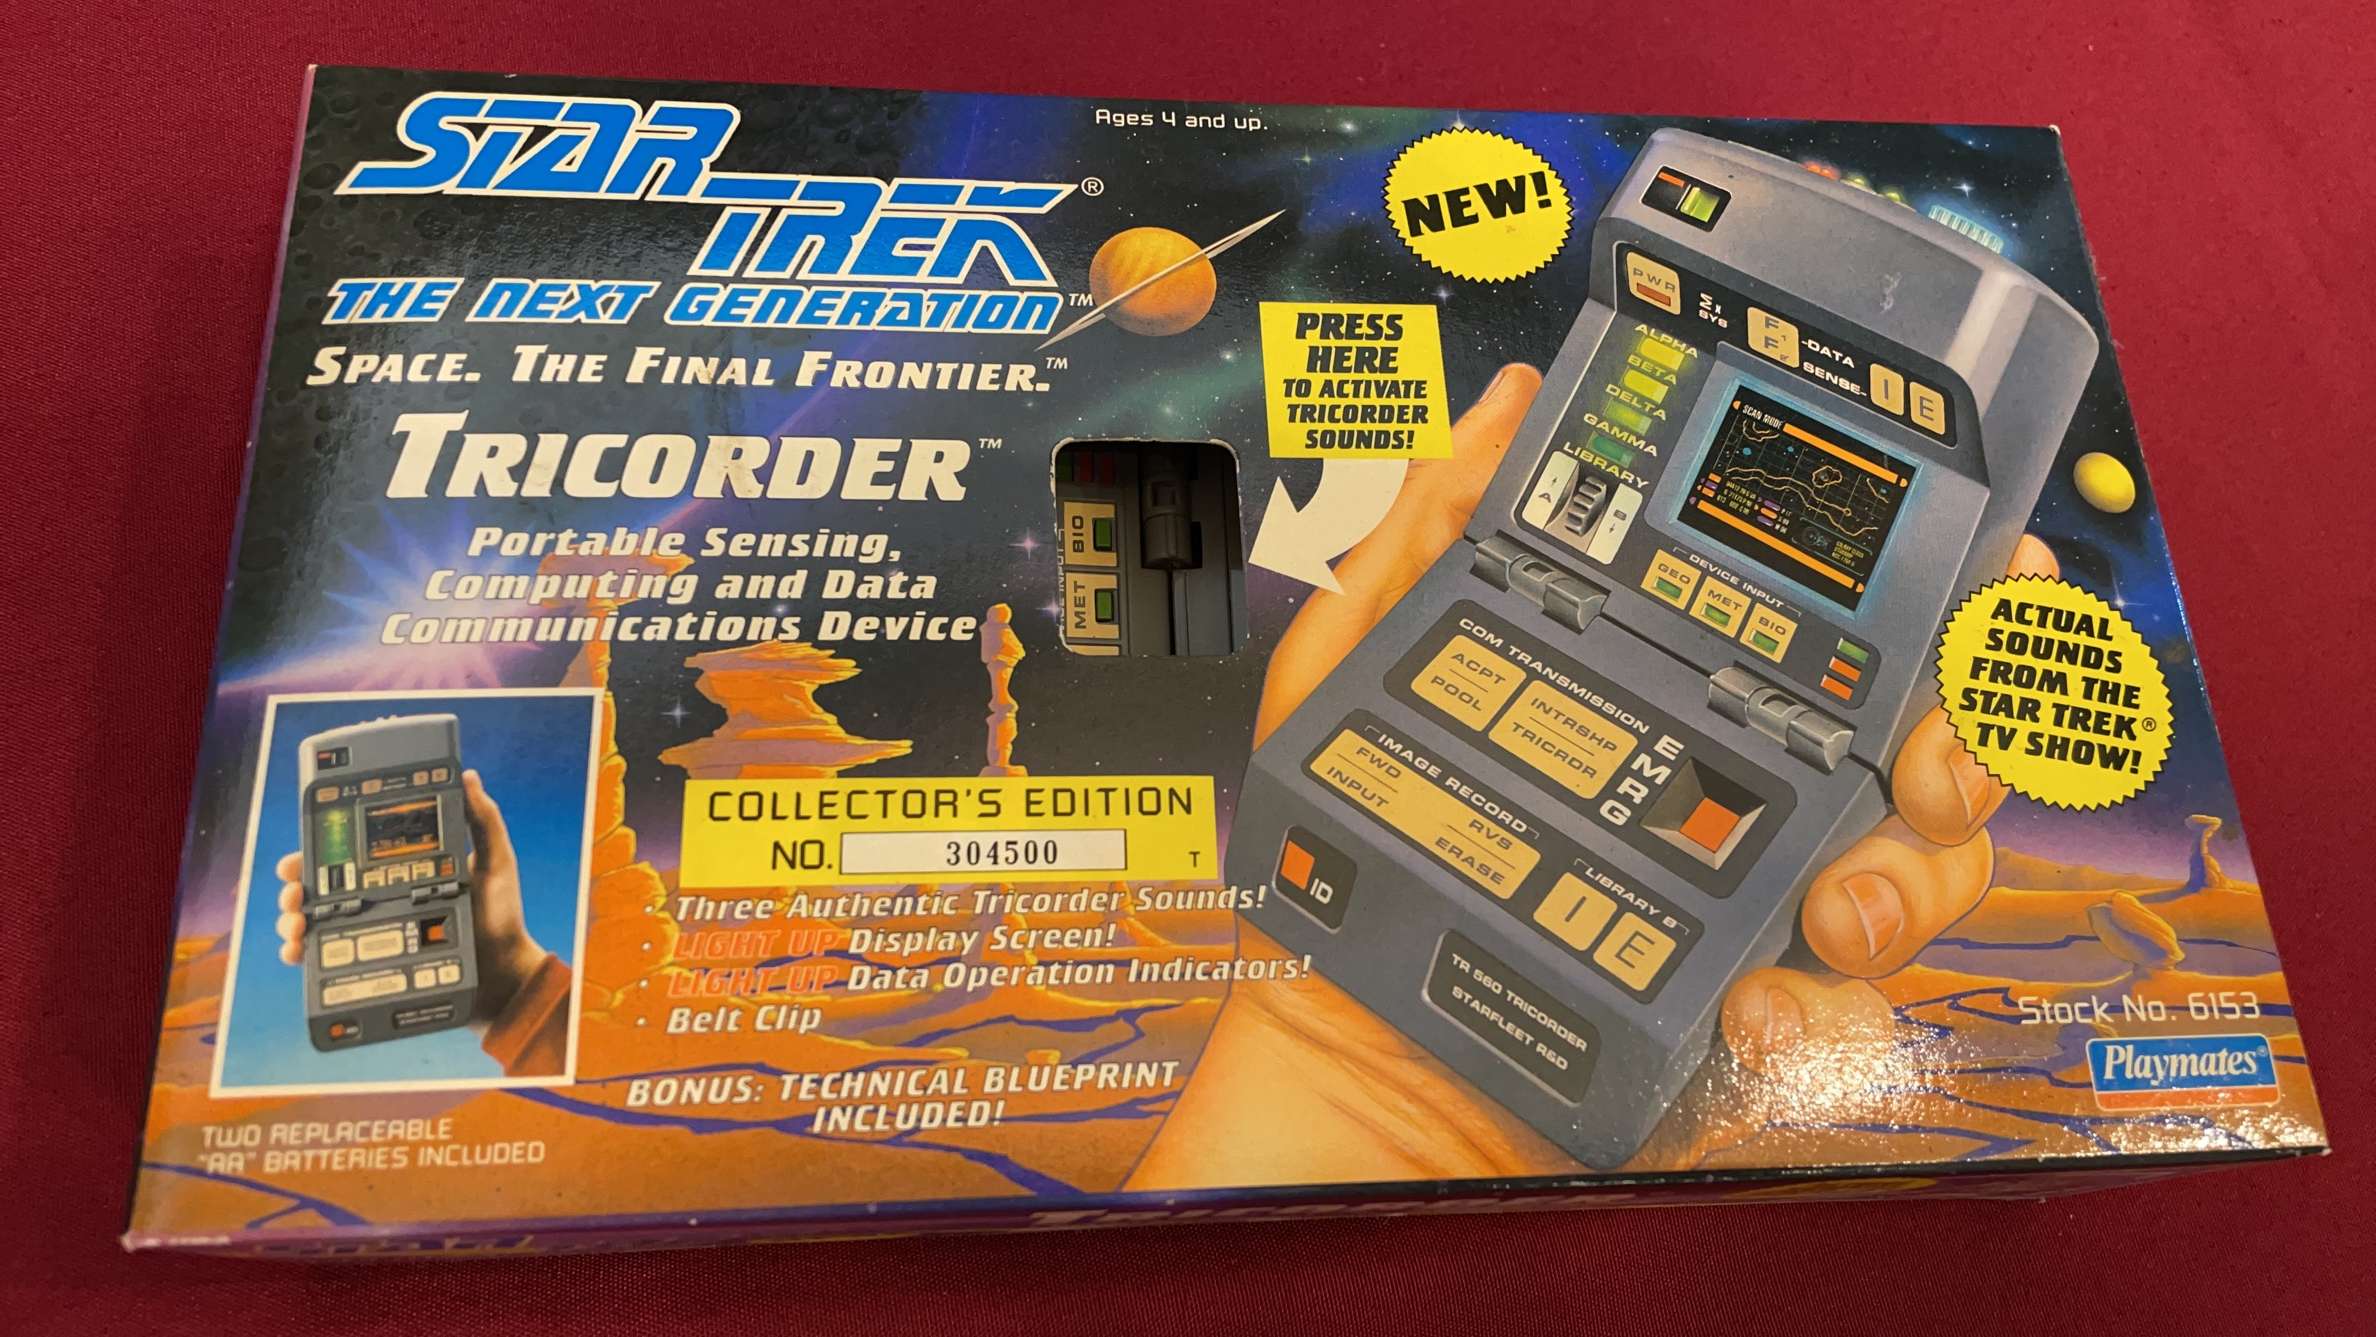 Ages 4 and up.
STAR
TREK®
THE NEXT GENERATION™
SPACE. THE FINAL FRONTIER.™
TRICORDER™
Portable Sensing,
Computing and Data
Communications Device
NEW!
PRESS
HERE
TO ACTIVATE
TRICORDER
SOUNDS!
BIO
MET
PWR
SYS
F
F
-DATA
SENSE-
I E
ALPHA
BETA
DELTA
GAMMA
LIBRARY
A
B
SCAN MODE
DEVICE INPUT
GEO
MET
BIO
COM TRANSMISSION
ACPT
POOL
INTRSHP
TRICRDR
EMRG
IMAGE RECORD
FWD
INPUT
RVS
ERASE
LIBRARY B
I E
ID
TR 560 TRICORDER
STARFLEET R&D
ACTUAL
SOUNDS
FROM THE
STAR TREK®
TV SHOW!
COLLECTOR'S EDITION
NO. 304500 T
• Three Authentic Tricorder Sounds!
• LIGHT UP Display Screen!
• LIGHT UP Data Operation Indicators!
• Belt Clip
BONUS: TECHNICAL BLUEPRINT
INCLUDED!
TWO REPLACEABLE
"AA" BATTERIES INCLUDED
Stock No. 6153
Playmates®
TRICORDER